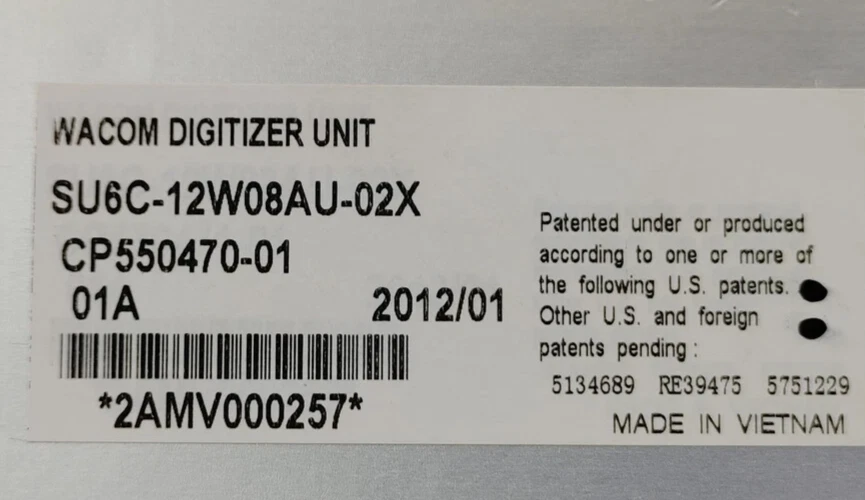 WACOM DIGITIZER UNIT
SU6C-12W08AU-02X
CP550470-01
01A 2012/01
*2AMV000257*
Patented under or produced
according to one or more of
the following U.S. patents.
Other U.S. and foreign
patents pending :
5134689 RE39475 5751229
MADE IN VIETNAM